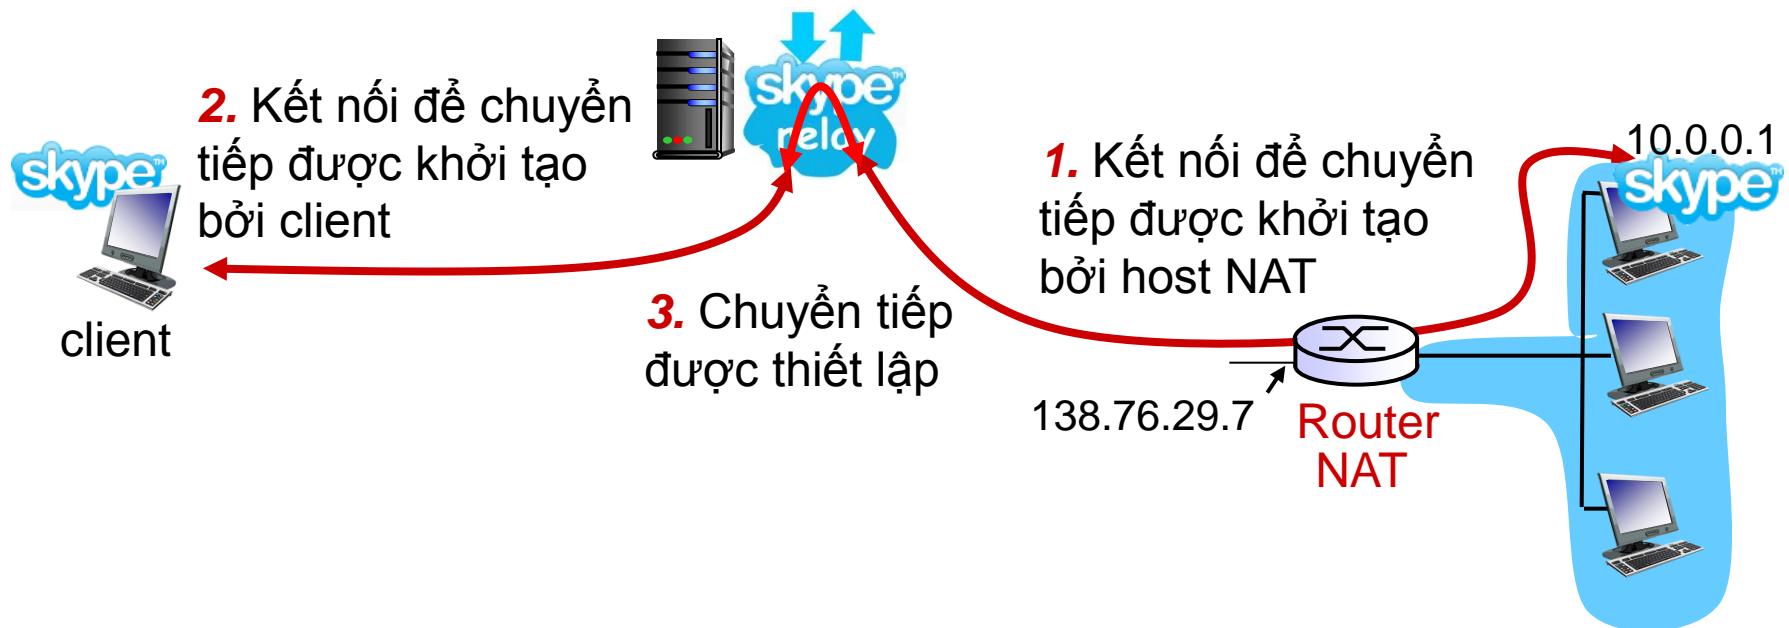 skype™
relay
2. Kết nối để chuyển
tiếp được khởi tạo
bởi client
skype™
client
1. Kết nối để chuyển
tiếp được khởi tạo
bởi host NAT
10.0.0.1
skype
3. Chuyển tiếp
được thiết lập
138.76.29.7
Router
NAT